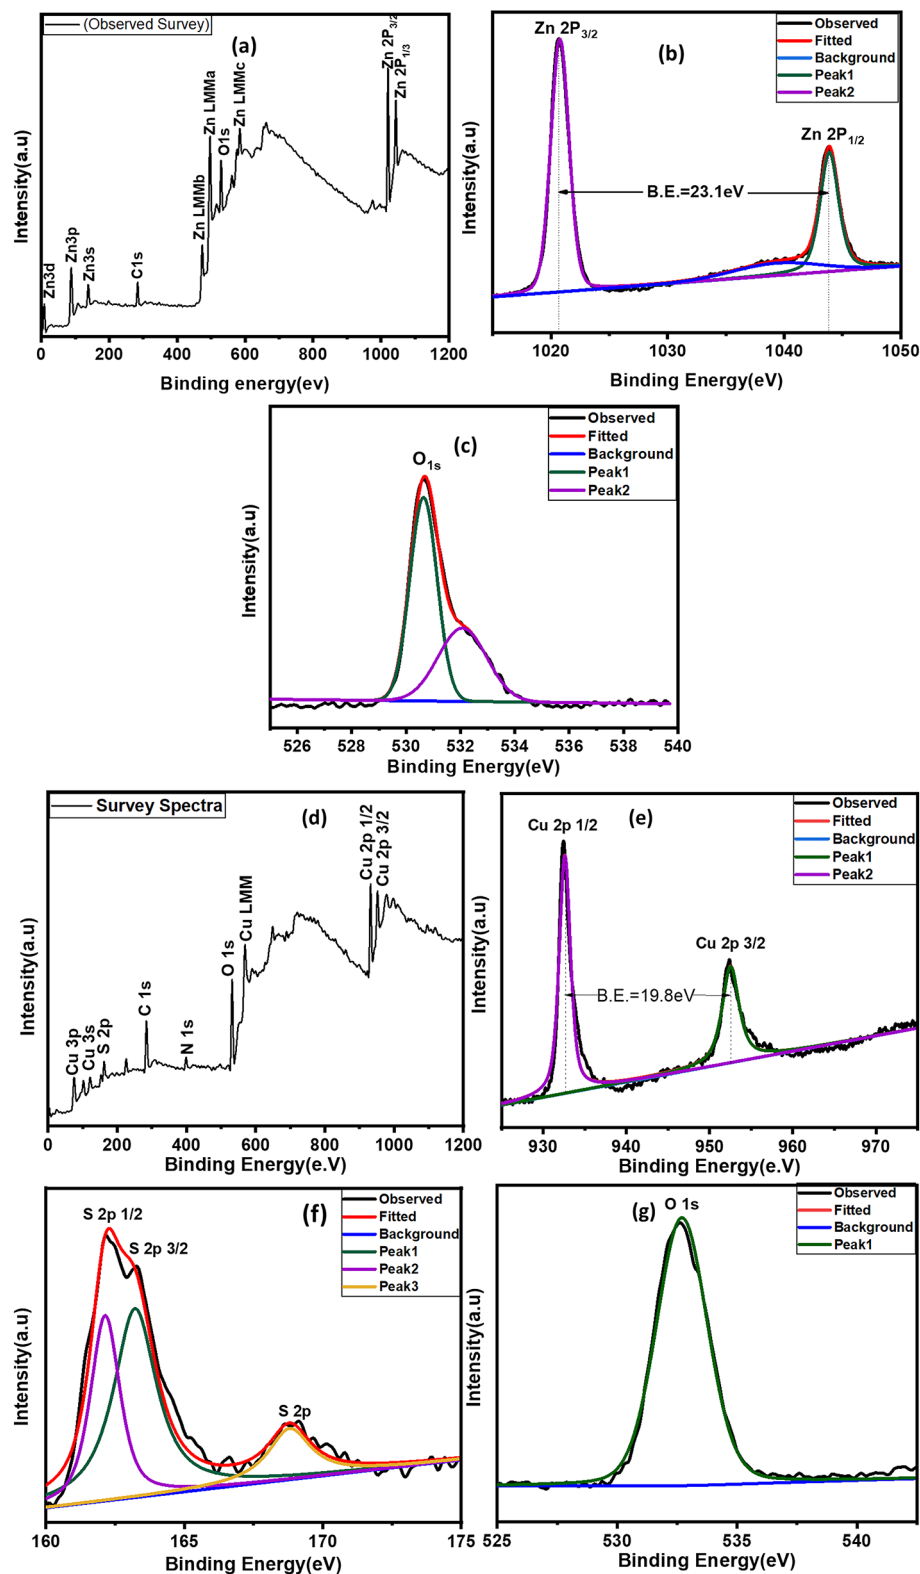 (Observed Survey)
(a)
Zn3d
Zn3p
Zn3s
C1s
Zn LMMb
Zn LMMa
O1s
Zn LMMc
Zn 2P3/2
Zn 2P1/3
Intensity(a.u)
0 200 400 600 800 1000 1200
Binding energy(ev)
Zn 2P3/2
(b)
Observed
Fitted
Background
Peak1
Peak2
Zn 2P1/2
B.E.=23.1eV
Intensity(a.u)
1020 1030 1040 1050
Binding Energy(eV)
O1s
(c)
Observed
Fitted
Background
Peak1
Peak2
Intensity(a.u)
526 528 530 532 534 536 538 540
Binding Energy(eV)
Survey Spectra
(d)
Cu 3p
Cu 3s
S 2p
C 1s
N 1s
O 1s
Cu LMM
Cu 2p 1/2
Cu 2p 3/2
Intensity(a.u)
0 200 400 600 800 1000 1200
Binding Energy(e.V)
Cu 2p 1/2
(e)
Observed
Fitted
Background
Peak1
Peak2
Cu 2p 3/2
B.E.=19.8eV
Intensity(a.u)
930 940 950 960 970
Binding Energy(e.V)
S 2p 1/2
S 2p 3/2
(f)
Observed
Fitted
Background
Peak1
Peak2
Peak3
S 2p
Intensity(a.u)
160 165 170 175
Binding Energy(eV)
(g)
O 1s
Observed
Fitted
Background
Peak1
Intensity(a.u)
525 530 535 540
Binding Energy(eV)